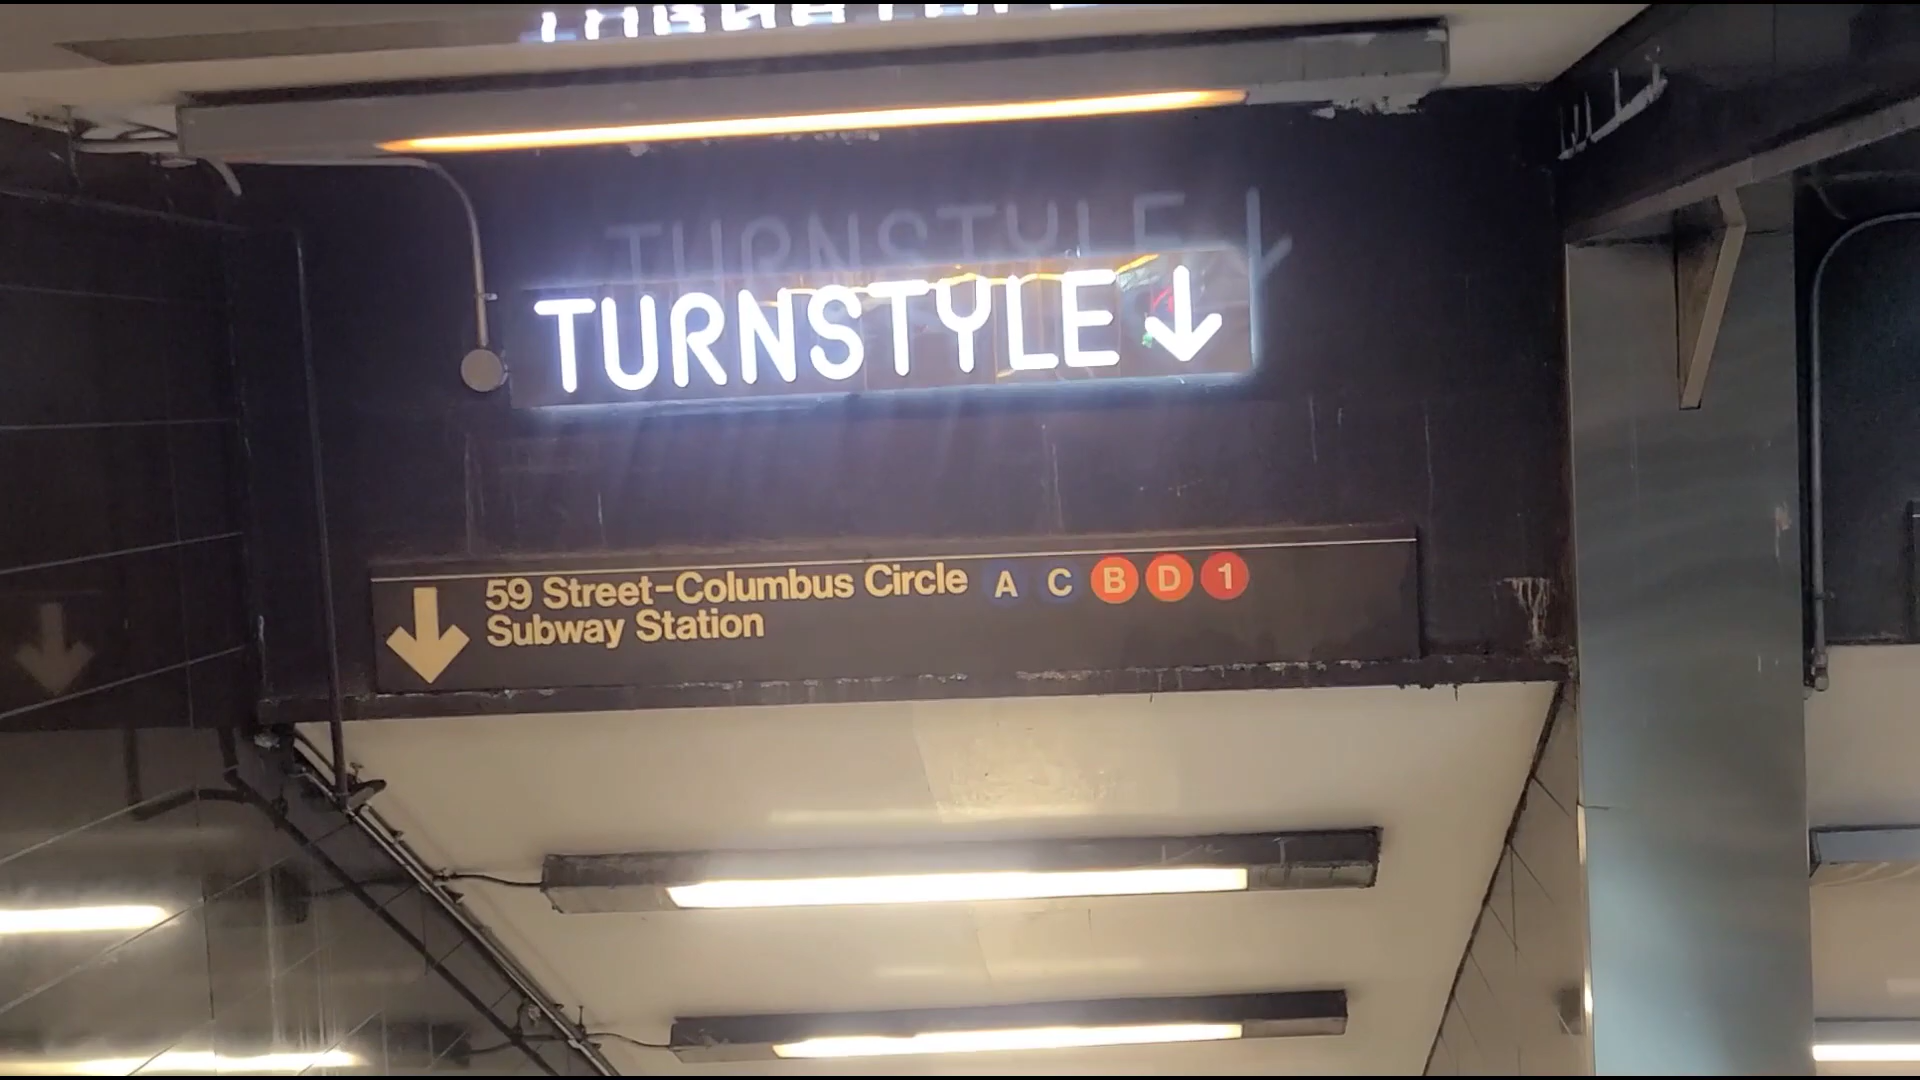 TURNSTYLE ↓
59 Street-Columbus Circle A C B D 1
Subway Station